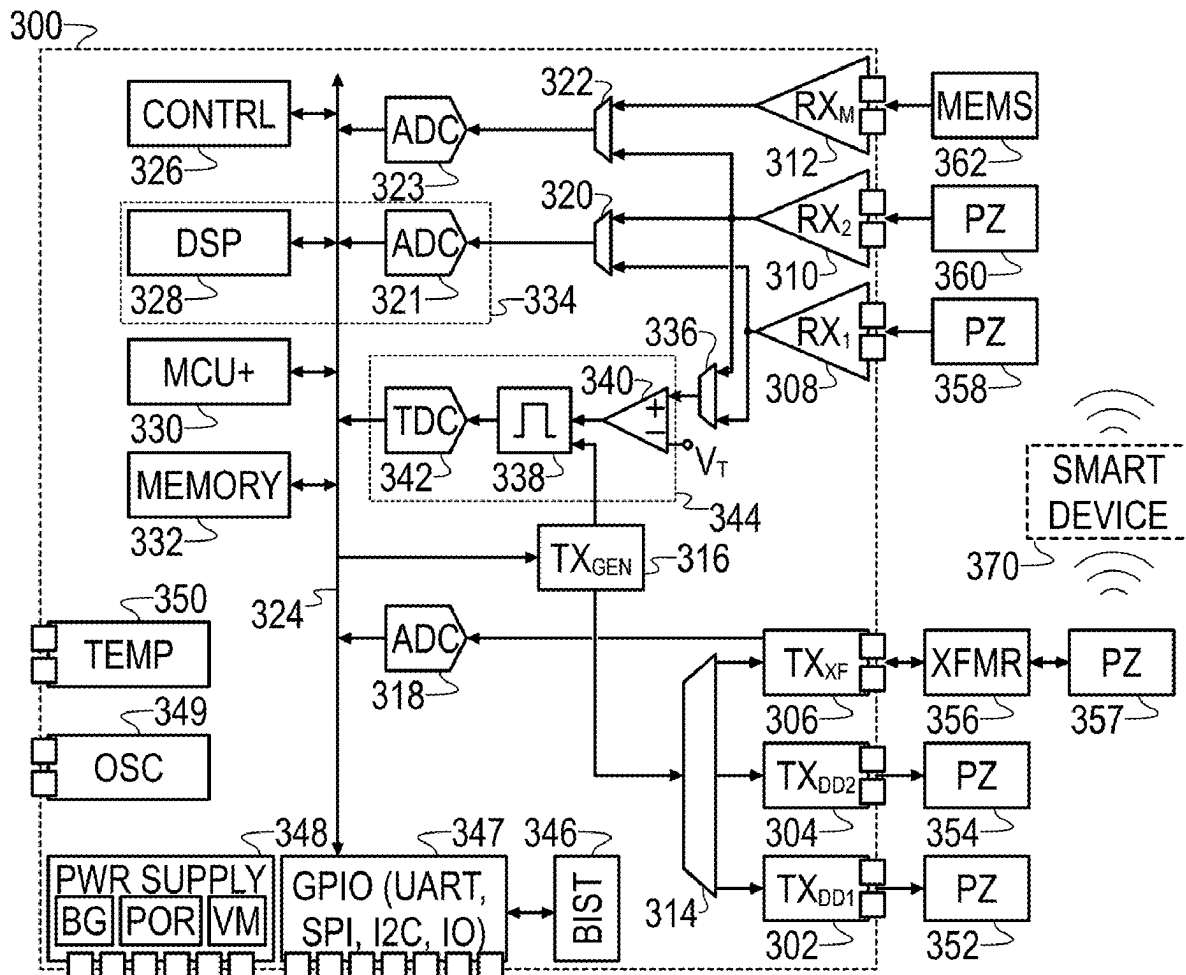 300
CONTRL
326
ADC
323
322
RX_M
312
MEMS
362
DSP
328
ADC
321
334
320
RX_2
310
PZ
360
MCU+
330
TDC
342
338
340
+
−
V_T
344
336
RX_1
308
PZ
358
MEMORY
332
TX_GEN
316
SMART
DEVICE
370
324
350
TEMP
ADC
318
TX_XF
306
XFMR
356
PZ
357
349
OSC
TX_DD2
304
PZ
354
348
PWR SUPPLY
BG
POR
VM
347
GPIO (UART,
SPI, I2C, IO)
346
BIST
314
TX_DD1
302
PZ
352